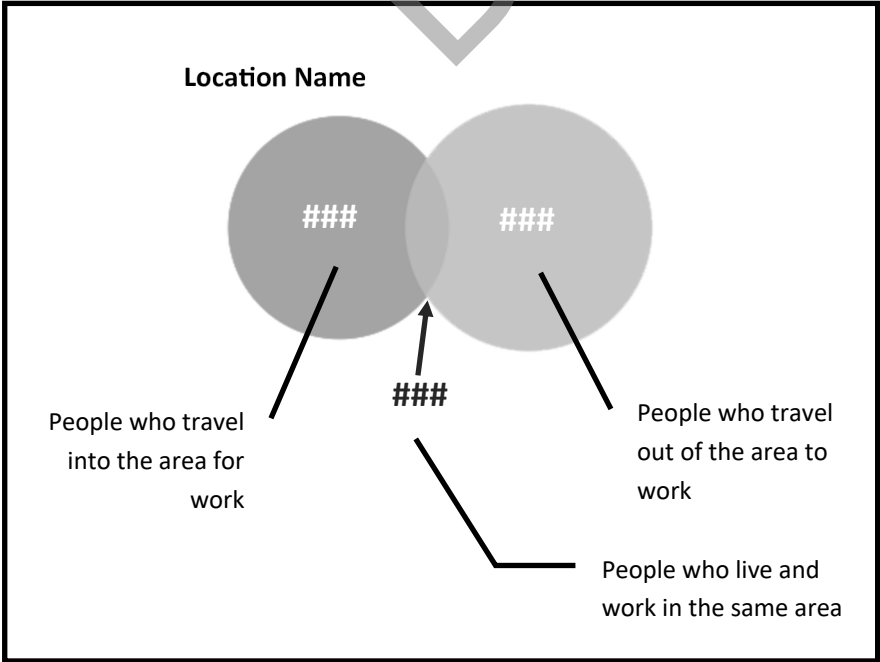 Location Name
###
###
###
People who travel
into the area for
work
People who travel
out of the area to
work
People who live and
work in the same area